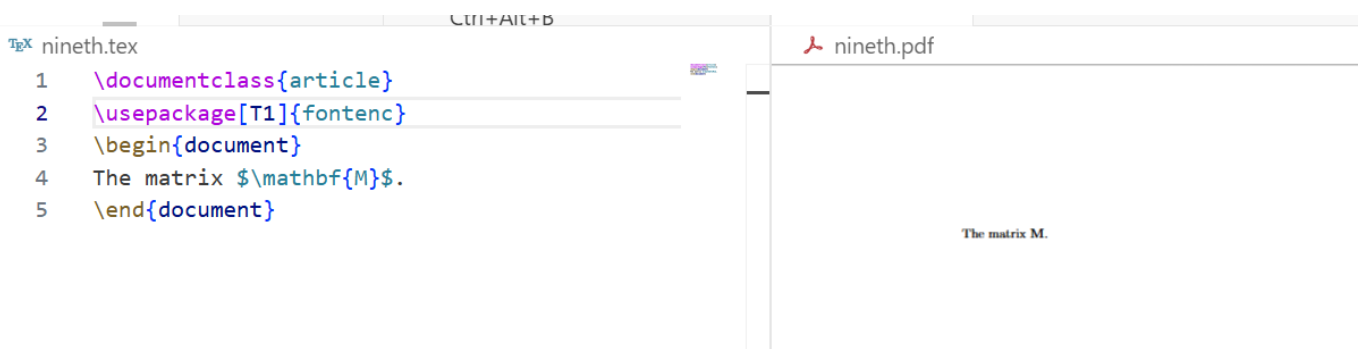 Ctrl+Alt+B
TEX nineth.tex
nineth.pdf
1 \documentclass{article}
2 \usepackage[T1]{fontenc}
3 \begin{document}
4 The matrix $\mathbf{M}$.
5 \end{document}
The matrix M.